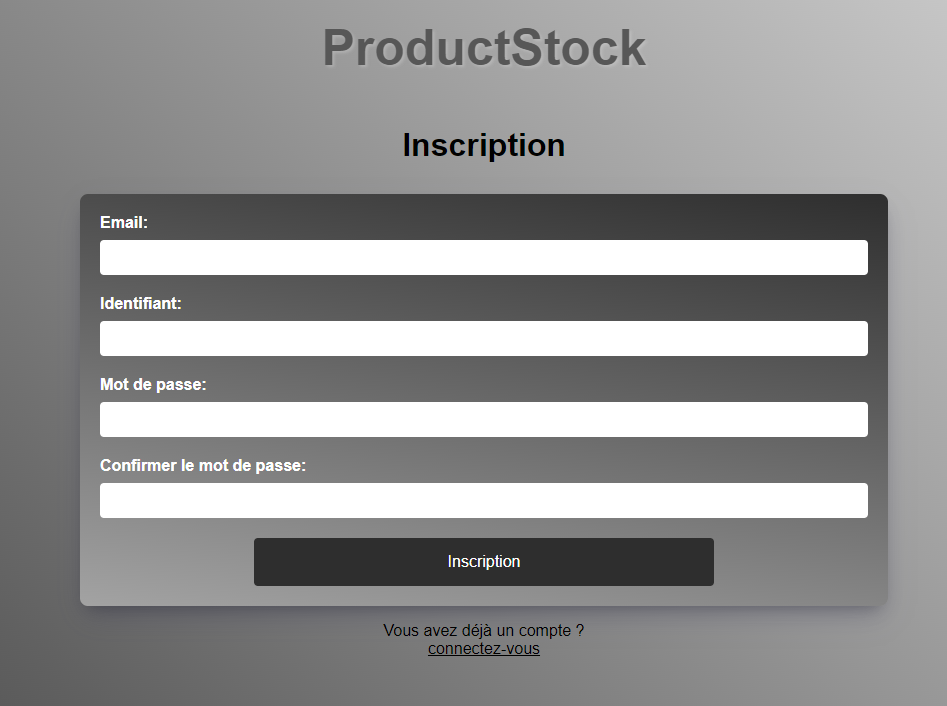 ProductStock
Inscription
Email:
Identifiant:
Mot de passe:
Confirmer le mot de passe:
Inscription
Vous avez déjà un compte ?
connectez-vous